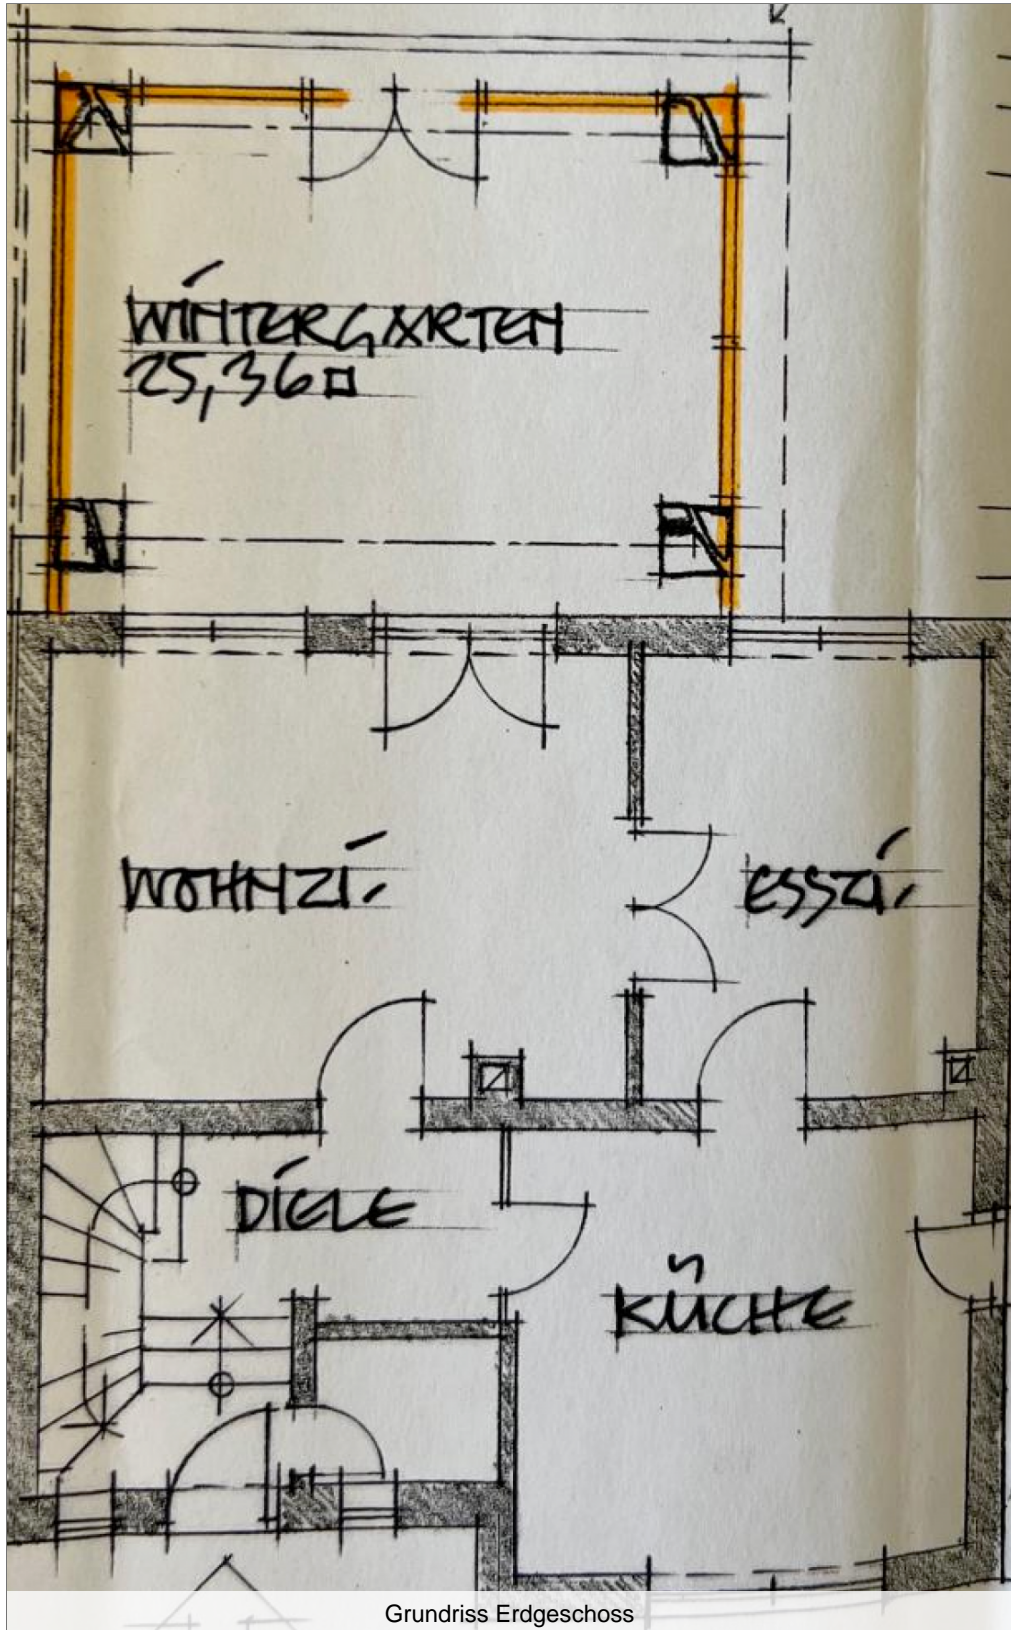 WINTERGARTEN
25,36 □
WOHNZI.
ESSZI.
DIELE
KÜCHE
Grundriss Erdgeschoss